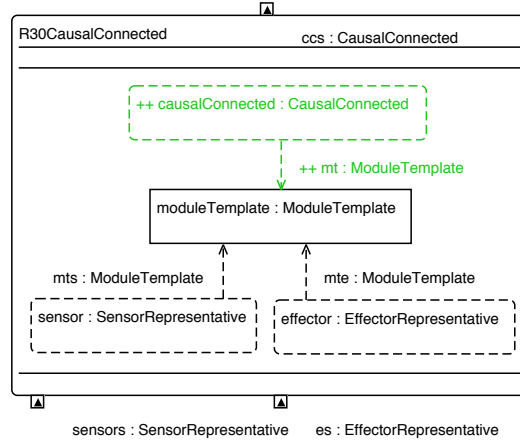 R30CausalConnected
ccs : CausalConnected
++ causalConnected : CausalConnected
++ mt : ModuleTemplate
moduleTemplate : ModuleTemplate
mts : ModuleTemplate
mte : ModuleTemplate
sensor : SensorRepresentative
effector : EffectorRepresentative
sensors : SensorRepresentative
es : EffectorRepresentative